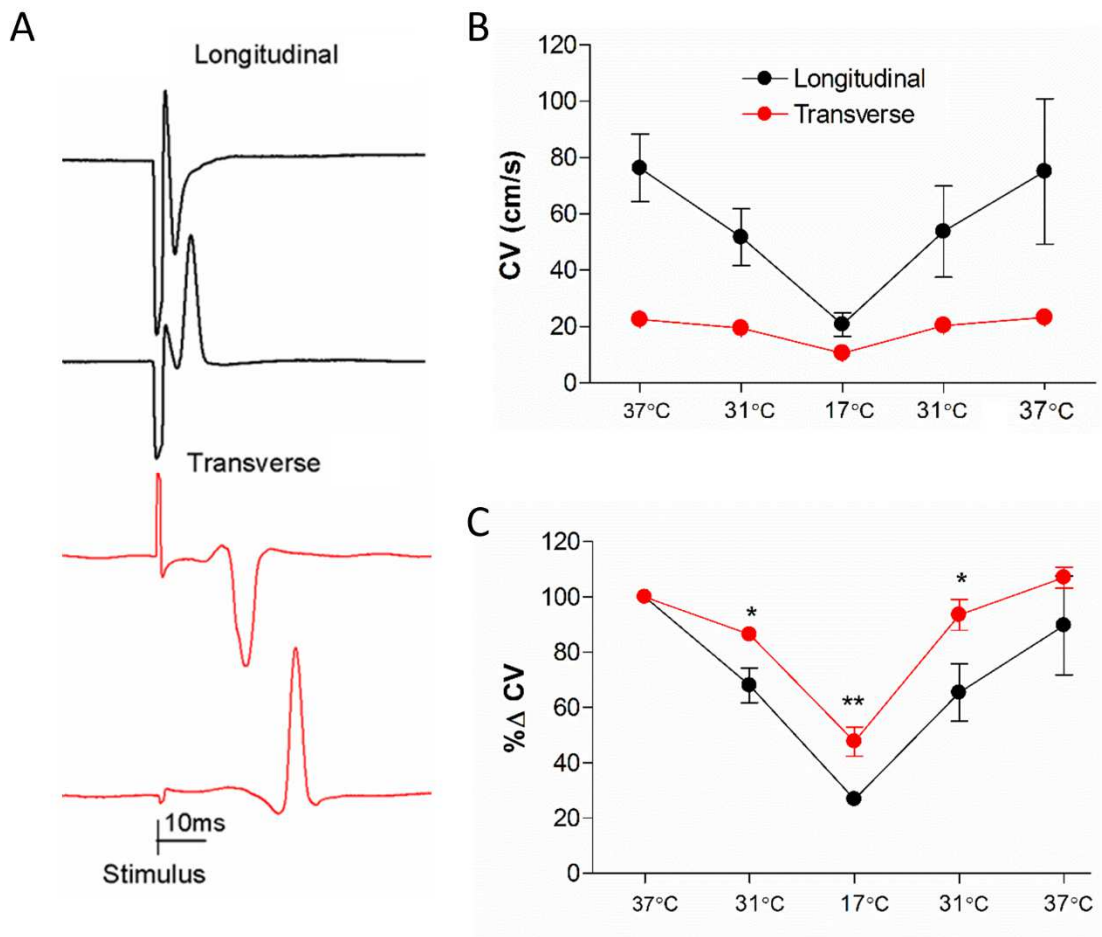 A
Longitudinal
Transverse
10ms
Stimulus
B
CV (cm/s)
120
100
80
60
40
20
0
Longitudinal
Transverse
37°C
31°C
17°C
31°C
37°C
C
%Δ CV
120
100
80
60
40
20
0
*
**
*
37°C
31°C
17°C
31°C
37°C